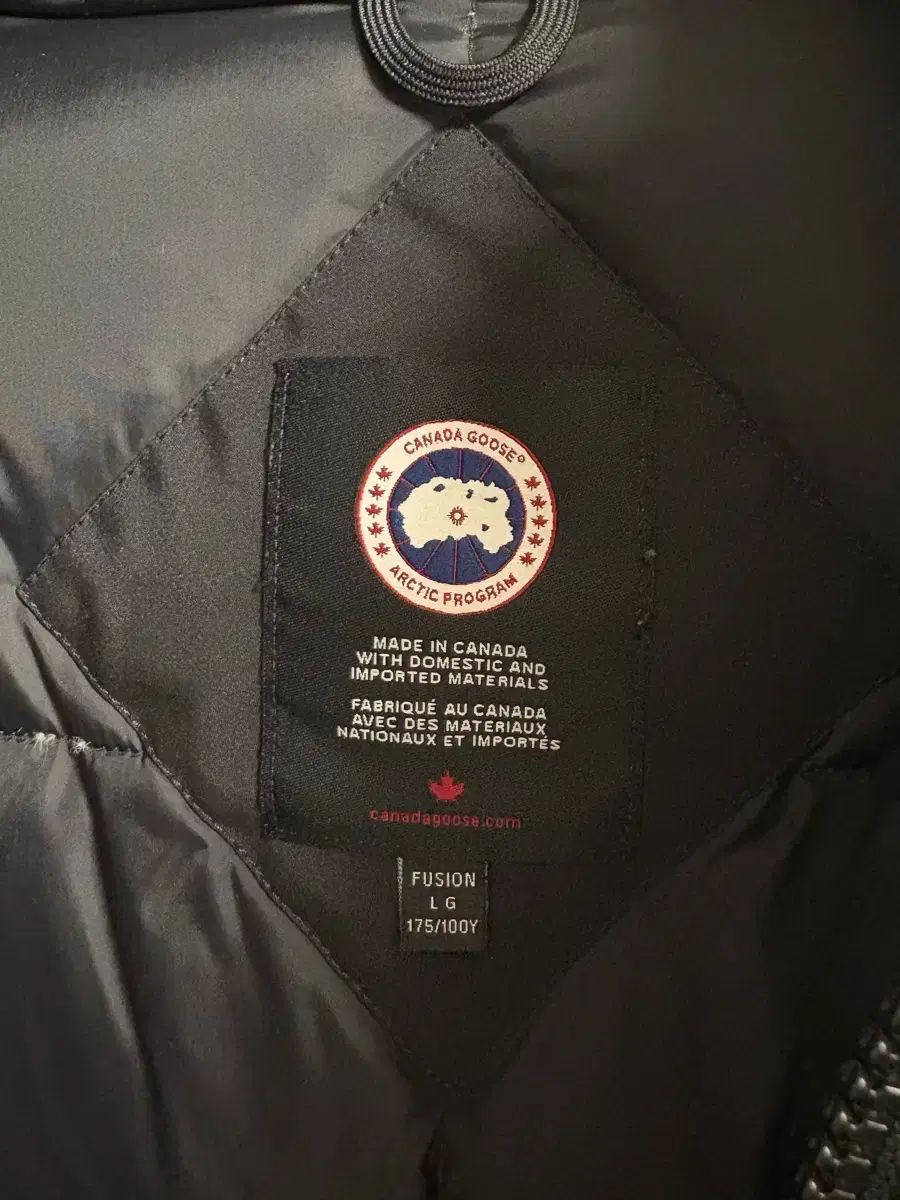 CANADA GOOSE®
ARCTIC PROGRAM
MADE IN CANADA
WITH DOMESTIC AND
IMPORTED MATERIALS
FABRIQUÉ AU CANADA
AVEC DES MATERIAUX
NATIONAUX ET IMPORTÉS
canadagoose.com
FUSION
LG
175/100Y